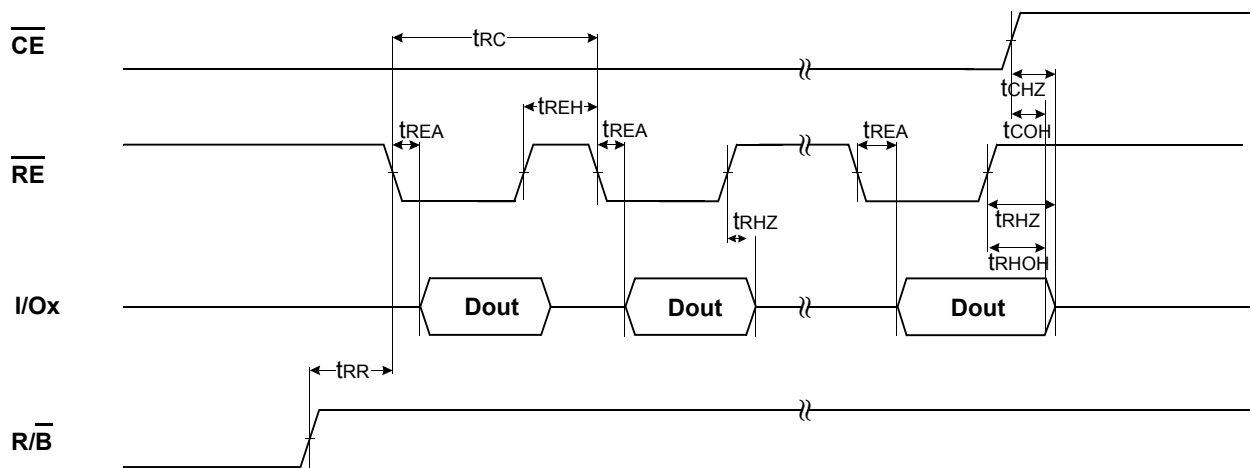 CE
tRC
tCHZ
tREH
tREA
tREA
tREA
tCOH
RE
tRHZ
tRHZ
tRHOH
I/Ox
Dout
Dout
Dout
tRR
R/B